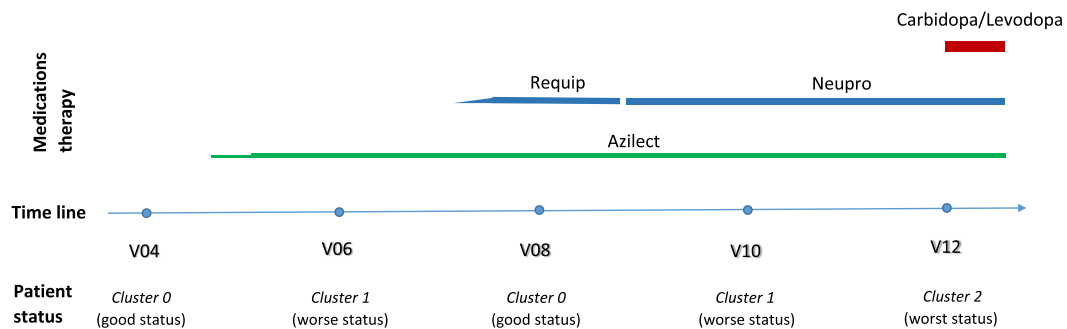 Carbidopa/Levodopa
Requip
Neupro
Medications
therapy
Azilect
Time line
V04
V06
V08
V10
V12
Patient
status
Cluster 0
(good status)
Cluster 1
(worse status)
Cluster 0
(good status)
Cluster 1
(worse status)
Cluster 2
(worst status)